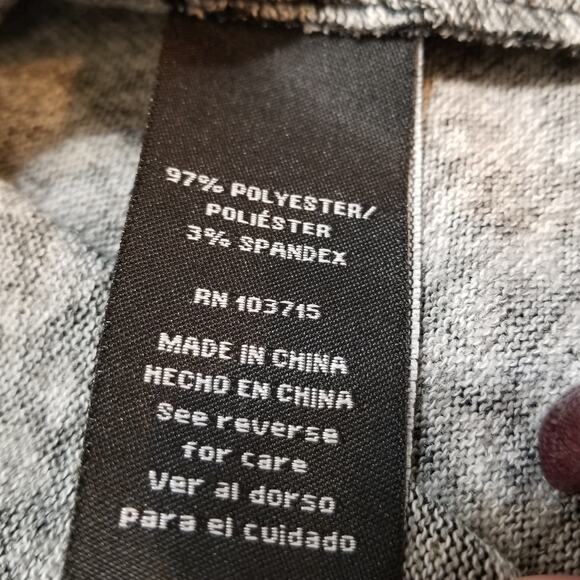 97% POLYESTER/
POLIÉSTER
3% SPANDEX
RN 103715
MADE IN CHINA
HECHO EN CHINA
See reverse
for care
Ver al dorso
para el cuidado